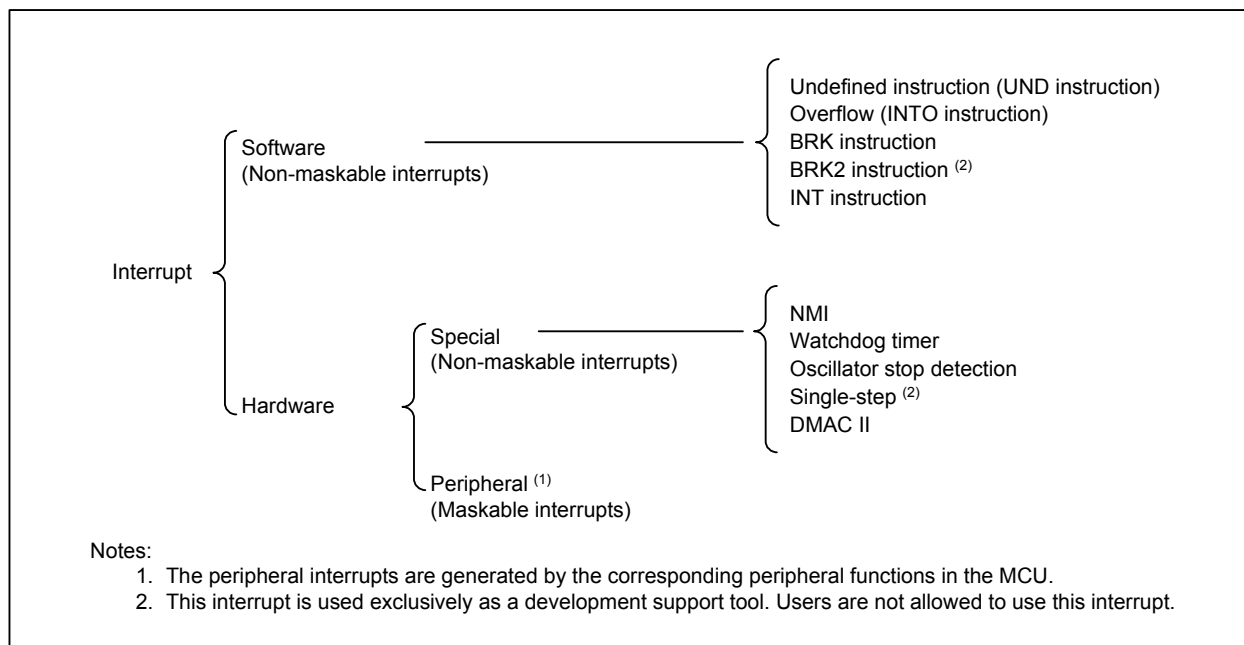 Undefined instruction (UND instruction)
Overflow (INTO instruction)
BRK instruction
BRK2 instruction (2)
INT instruction
Software
(Non-maskable interrupts)
Interrupt
NMI
Watchdog timer
Oscillator stop detection
Single-step (2)
DMAC II
Special
(Non-maskable interrupts)
Hardware
Peripheral (1)
(Maskable interrupts)
Notes:
1. The peripheral interrupts are generated by the corresponding peripheral functions in the MCU.
2. This interrupt is used exclusively as a development support tool. Users are not allowed to use this interrupt.